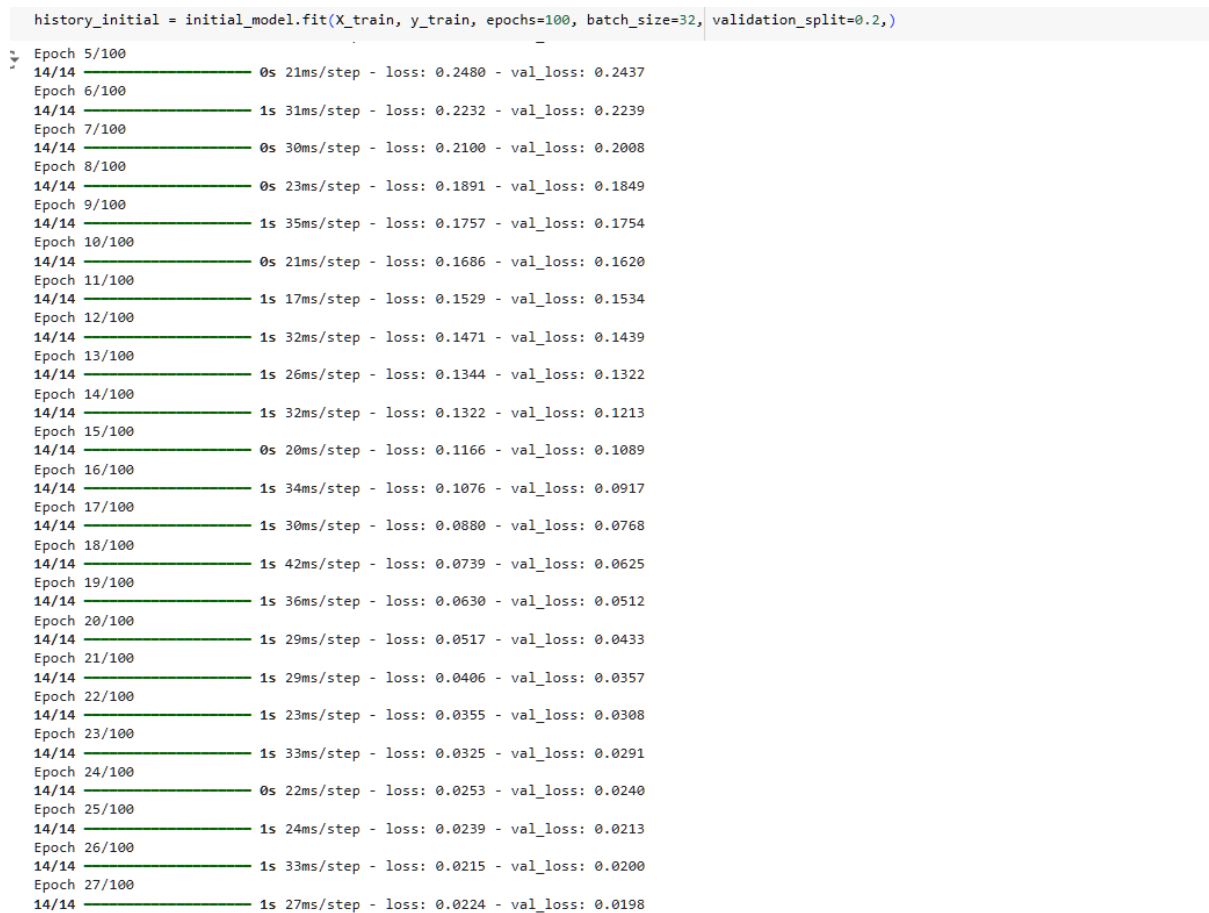 history_initial = initial_model.fit(X_train, y_train, epochs=100, batch_size=32, validation_split=0.2,)
Epoch 5/100
14/14 ━━━━━━━━━━━━━━━━━━━━ 0s 21ms/step - loss: 0.2480 - val_loss: 0.2437
Epoch 6/100
14/14 ━━━━━━━━━━━━━━━━━━━━ 1s 31ms/step - loss: 0.2232 - val_loss: 0.2239
Epoch 7/100
14/14 ━━━━━━━━━━━━━━━━━━━━ 0s 30ms/step - loss: 0.2100 - val_loss: 0.2008
Epoch 8/100
14/14 ━━━━━━━━━━━━━━━━━━━━ 0s 23ms/step - loss: 0.1891 - val_loss: 0.1849
Epoch 9/100
14/14 ━━━━━━━━━━━━━━━━━━━━ 1s 35ms/step - loss: 0.1757 - val_loss: 0.1754
Epoch 10/100
14/14 ━━━━━━━━━━━━━━━━━━━━ 0s 21ms/step - loss: 0.1686 - val_loss: 0.1620
Epoch 11/100
14/14 ━━━━━━━━━━━━━━━━━━━━ 1s 17ms/step - loss: 0.1529 - val_loss: 0.1534
Epoch 12/100
14/14 ━━━━━━━━━━━━━━━━━━━━ 1s 32ms/step - loss: 0.1471 - val_loss: 0.1439
Epoch 13/100
14/14 ━━━━━━━━━━━━━━━━━━━━ 1s 26ms/step - loss: 0.1344 - val_loss: 0.1322
Epoch 14/100
14/14 ━━━━━━━━━━━━━━━━━━━━ 1s 32ms/step - loss: 0.1322 - val_loss: 0.1213
Epoch 15/100
14/14 ━━━━━━━━━━━━━━━━━━━━ 0s 20ms/step - loss: 0.1166 - val_loss: 0.1089
Epoch 16/100
14/14 ━━━━━━━━━━━━━━━━━━━━ 1s 34ms/step - loss: 0.1076 - val_loss: 0.0917
Epoch 17/100
14/14 ━━━━━━━━━━━━━━━━━━━━ 1s 30ms/step - loss: 0.0880 - val_loss: 0.0768
Epoch 18/100
14/14 ━━━━━━━━━━━━━━━━━━━━ 1s 42ms/step - loss: 0.0739 - val_loss: 0.0625
Epoch 19/100
14/14 ━━━━━━━━━━━━━━━━━━━━ 1s 36ms/step - loss: 0.0630 - val_loss: 0.0512
Epoch 20/100
14/14 ━━━━━━━━━━━━━━━━━━━━ 1s 29ms/step - loss: 0.0517 - val_loss: 0.0433
Epoch 21/100
14/14 ━━━━━━━━━━━━━━━━━━━━ 1s 29ms/step - loss: 0.0406 - val_loss: 0.0357
Epoch 22/100
14/14 ━━━━━━━━━━━━━━━━━━━━ 1s 23ms/step - loss: 0.0355 - val_loss: 0.0308
Epoch 23/100
14/14 ━━━━━━━━━━━━━━━━━━━━ 1s 33ms/step - loss: 0.0325 - val_loss: 0.0291
Epoch 24/100
14/14 ━━━━━━━━━━━━━━━━━━━━ 0s 22ms/step - loss: 0.0253 - val_loss: 0.0240
Epoch 25/100
14/14 ━━━━━━━━━━━━━━━━━━━━ 1s 24ms/step - loss: 0.0239 - val_loss: 0.0213
Epoch 26/100
14/14 ━━━━━━━━━━━━━━━━━━━━ 1s 33ms/step - loss: 0.0215 - val_loss: 0.0200
Epoch 27/100
14/14 ━━━━━━━━━━━━━━━━━━━━ 1s 27ms/step - loss: 0.0224 - val_loss: 0.0198